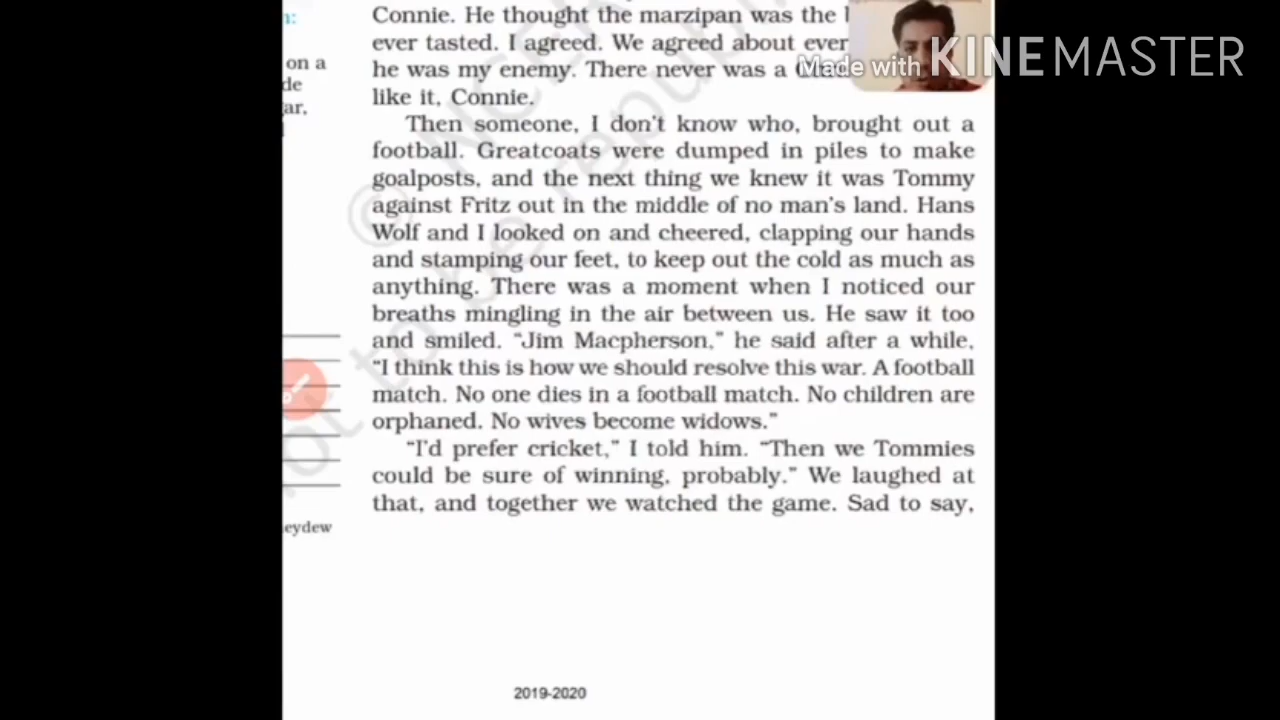 n:
on a
de
ar,
eydew
Connie. He thought the marzipan was the
ever tasted. I agreed. We agreed about ever
he was my enemy. There never was a
like it, Connie.
Then someone, I don't know who, brought out a
football. Greatcoats were dumped in piles to make
goalposts, and the next thing we knew it was Tommy
against Fritz out in the middle of no man's land. Hans
Wolf and I looked on and cheered, clapping our hands
and stamping our feet, to keep out the cold as much as
anything. There was a moment when I noticed our
breaths mingling in the air between us. He saw it too
and smiled. “Jim Macpherson,” he said after a while,
“I think this is how we should resolve this war. A football
match. No one dies in a football match. No children are
orphaned. No wives become widows.”
“I'd prefer cricket,” I told him. “Then we Tommies
could be sure of winning, probably.” We laughed at
that, and together we watched the game. Sad to say,
2019-2020
Made with KINEMASTER
not to be republi
© NCE